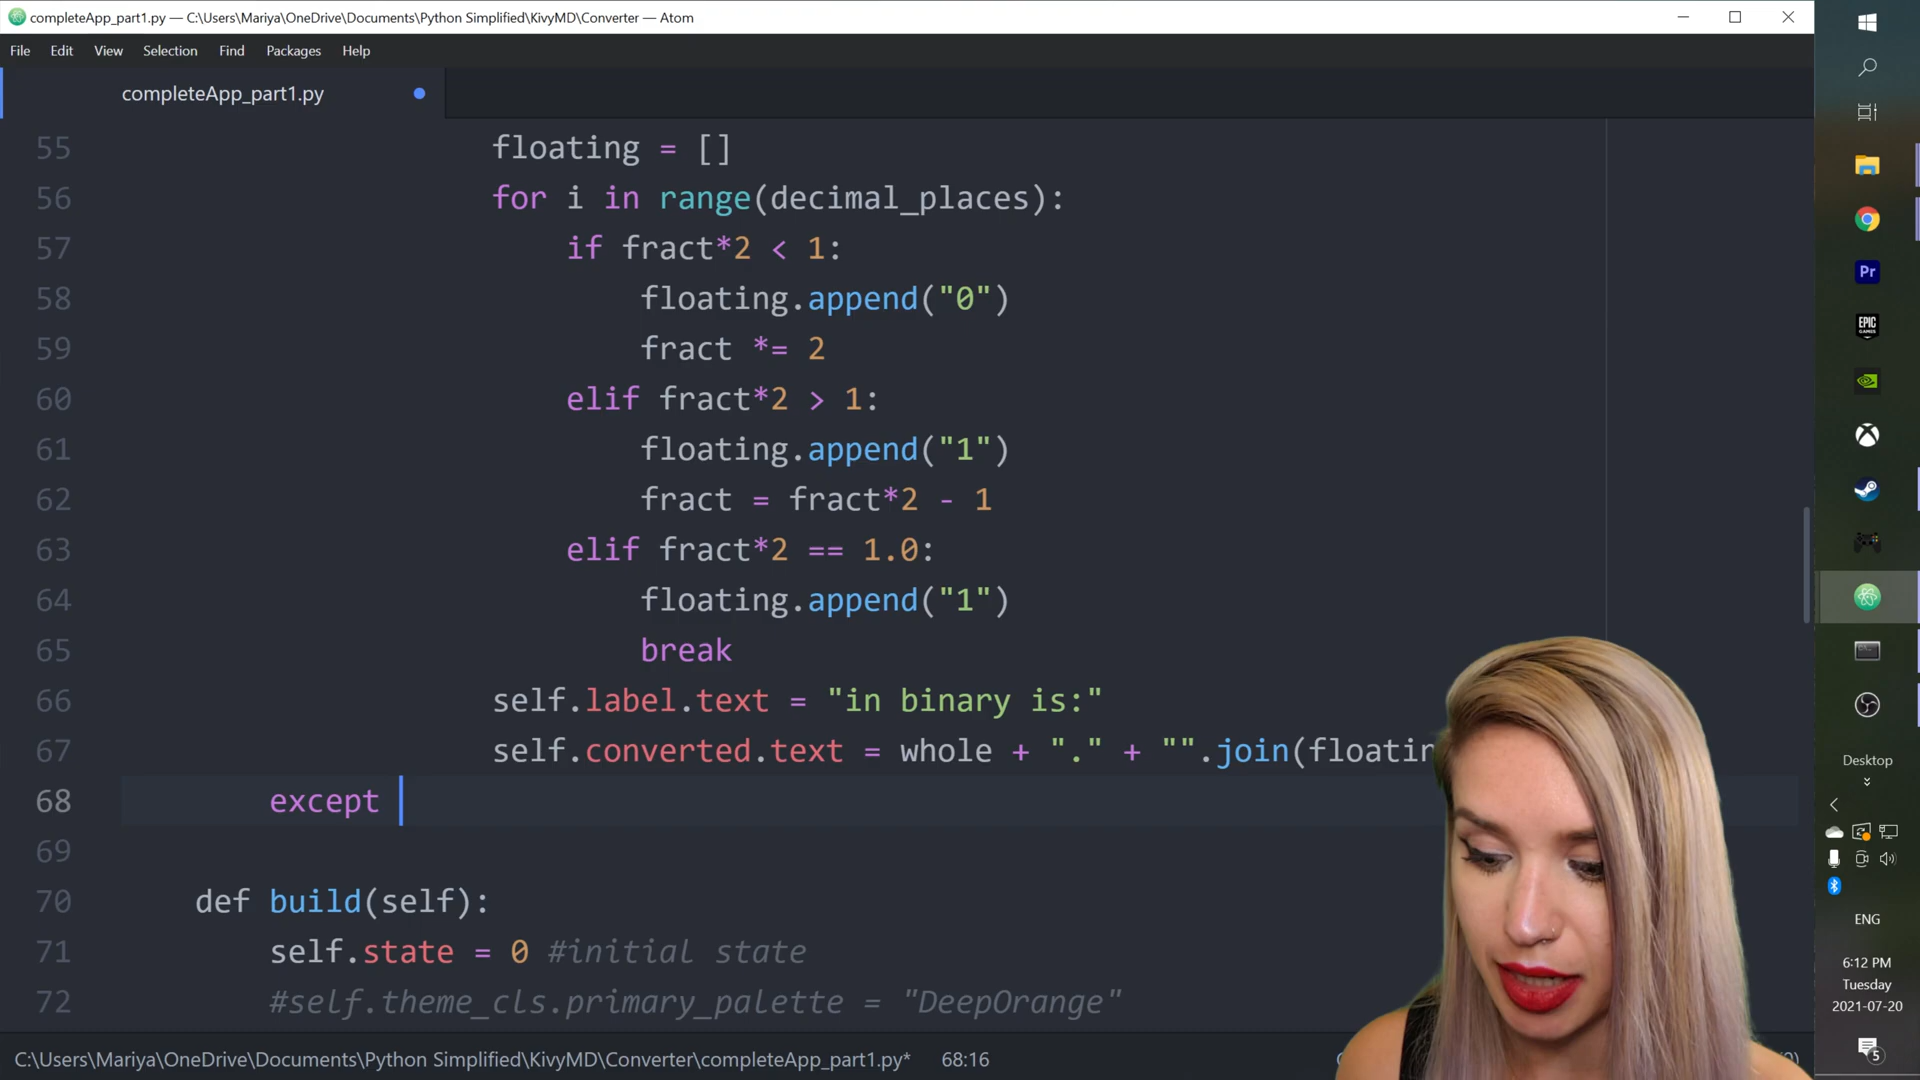 completeApp_part1.py — C:\Users\Mariya\OneDrive\Documents\Python Simplified\KivyMD\Converter — Atom
File Edit View Selection Find Packages Help
completeApp_part1.py
55 floating = []
56 for i in range(decimal_places):
57 if fract*2 < 1:
58 floating.append("0")
59 fract *= 2
60 elif fract*2 > 1:
61 floating.append("1")
62 fract = fract*2 - 1
63 elif fract*2 == 1.0:
64 floating.append("1")
65 break
66 self.label.text = "in binary is:"
67 self.converted.text = whole + "." + "".join(floatin
68 except
69
70 def build(self):
71 self.state = 0 #initial state
72 #self.theme_cls.primary_palette = "DeepOrange"
C:\Users\Mariya\OneDrive\Documents\Python Simplified\KivyMD\Converter\completeApp_part1.py* 68:16
Pr
EPIC
GAMES
Desktop
ENG
6:12 PM
Tuesday
2021-07-20
5